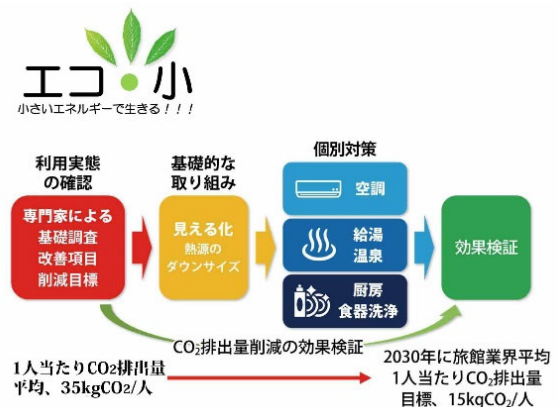 エコ・小
小さいエネルギーで生きる!!!
利用実態
の確認
専門家による
基礎調査
改善項目
削減目標
基礎的な
取り組み
見える化
熱源の
ダウンサイズ
個別対策
空調
給湯
温泉
厨房
食器洗浄
効果検証
CO₂排出量削減の効果検証
1人当たりCO2排出量
平均、35kgCO2/人
2030年に旅館業界平均
1人当たりCO₂排出量
目標、15kgCO₂/人